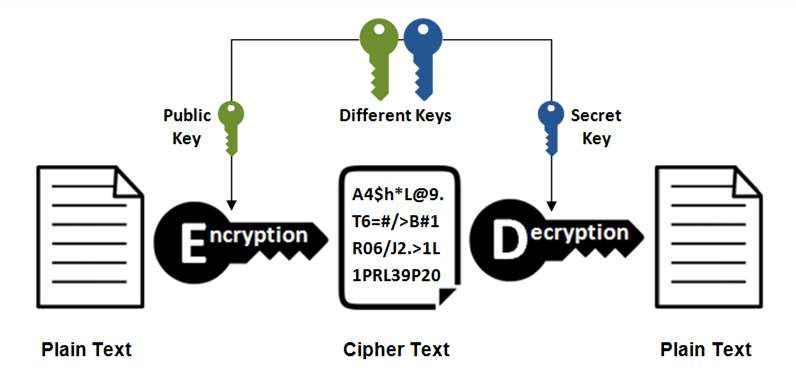 Public
Key
Different Keys
Secret
Key
Encryption
A4$h*L@9.
T6=#/>B#1
R06/J2.>1L
1PRL39P20
Decryption
Plain Text
Cipher Text
Plain Text